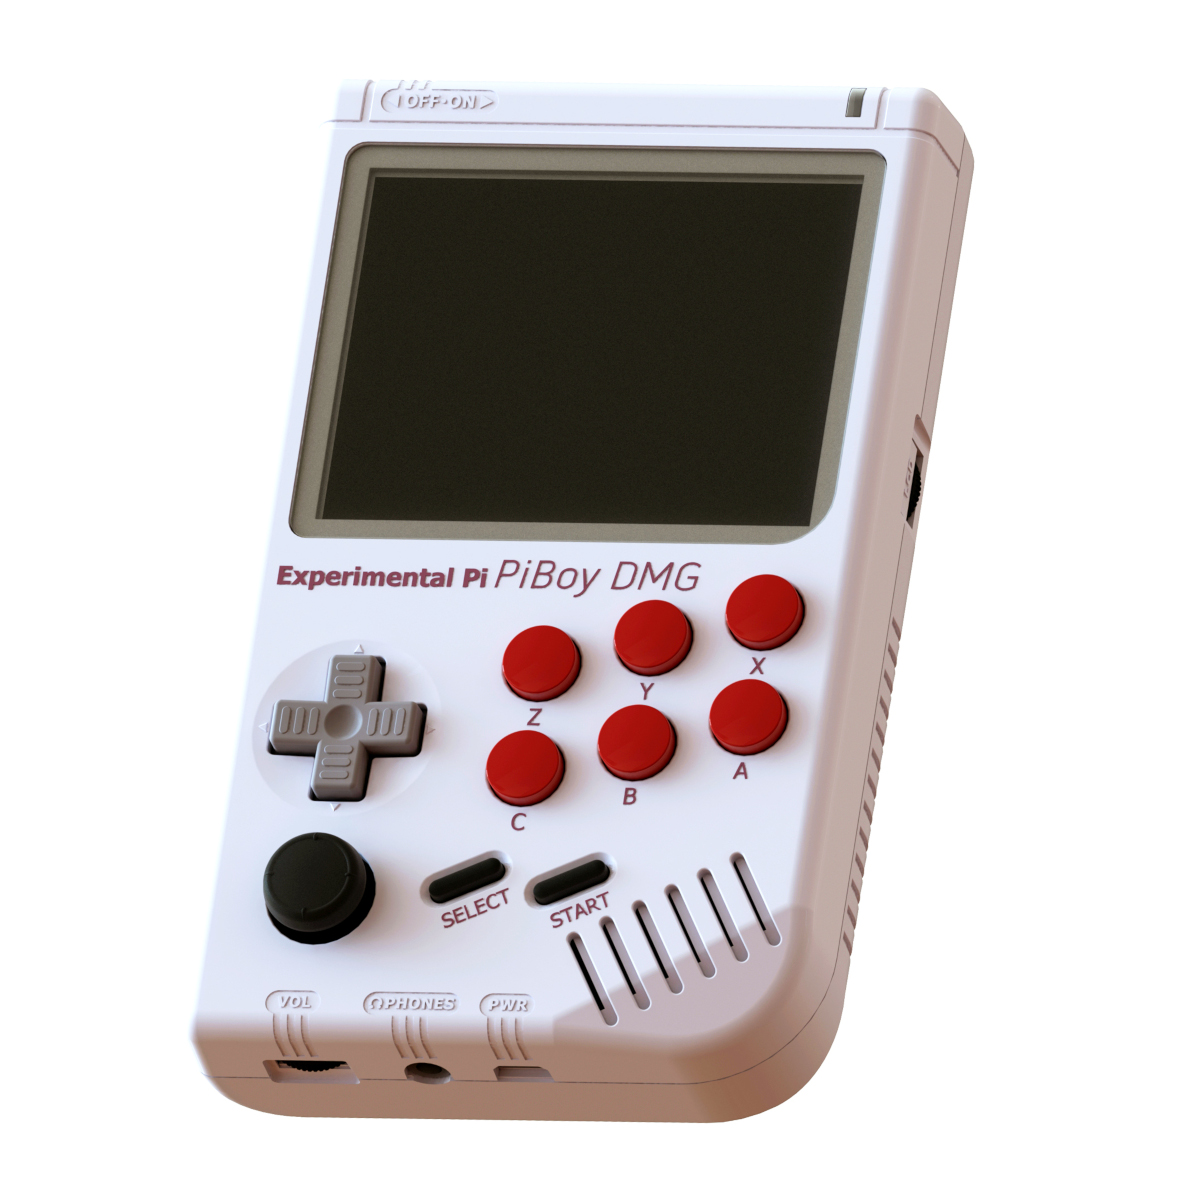 OFF•ON
Experimental Pi PiBoy DMG
X
Y
Z
A
B
C
SELECT
START
VOL
PHONES
PWR